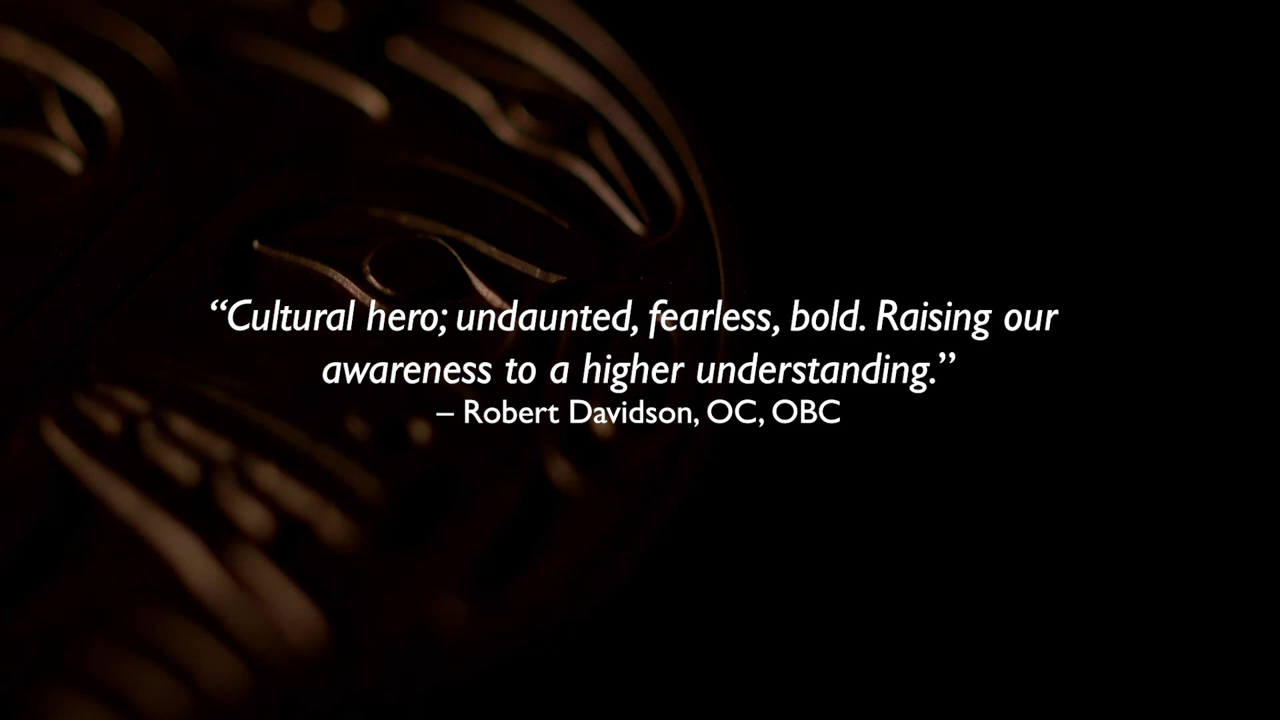 “Cultural hero; undaunted, fearless, bold. Raising our
awareness to a higher understanding.”
– Robert Davidson, OC, OBC